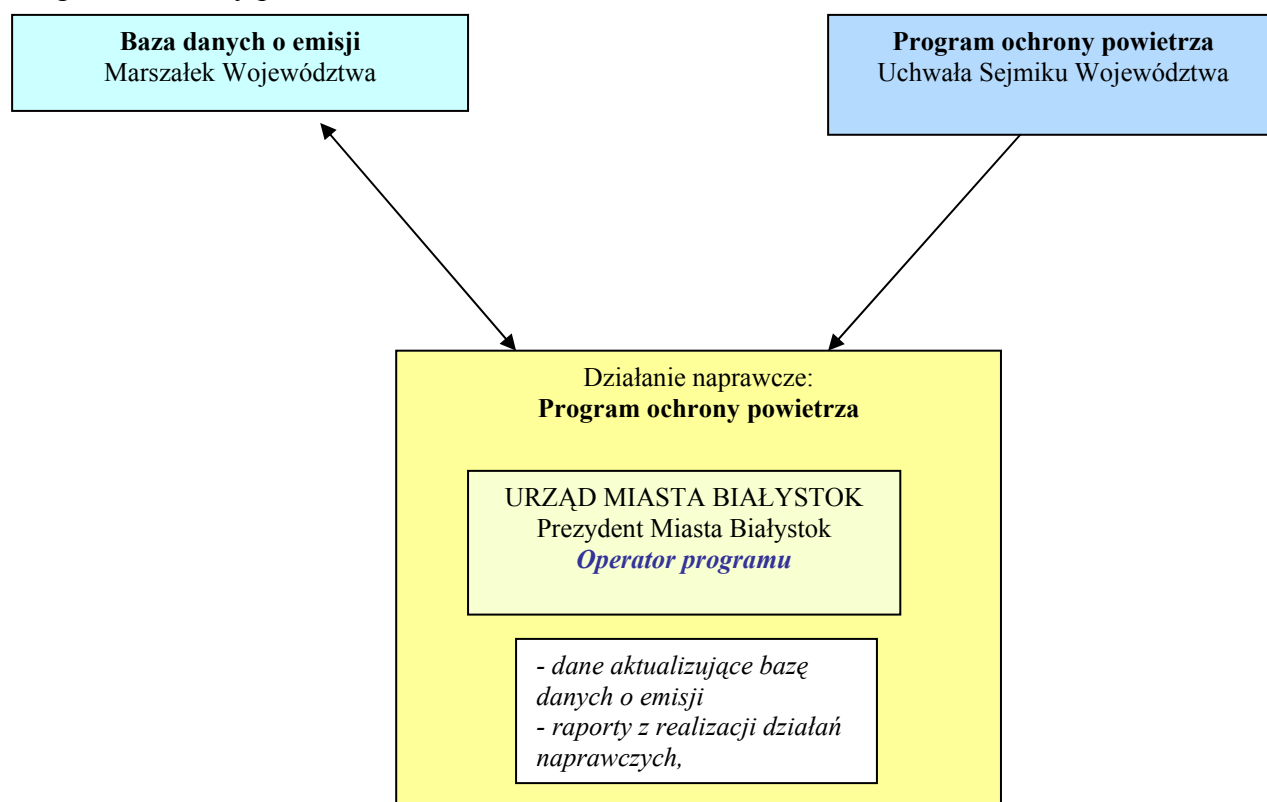 Baza danych o emisji
Marszałek Województwa
Program ochrony powietrza
Uchwała Sejmiku Województwa
Działanie naprawcze:
Program ochrony powietrza
URZĄD MIASTA BIAŁYSTOK
Prezydent Miasta Białystok
Operator programu
- dane aktualizujące bazę
danych o emisji
- raporty z realizacji działań
naprawczych,